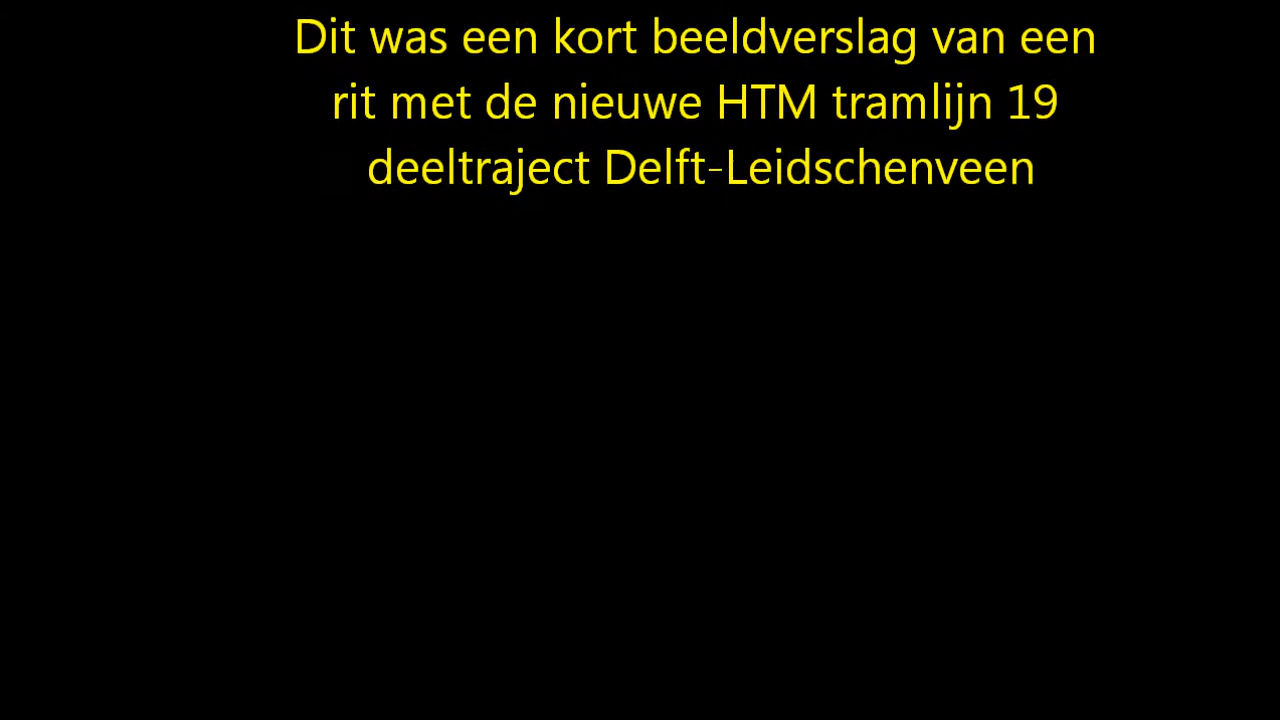 Dit was een kort beeldverslag van een
rit met de nieuwe HTM tramlijn 19
deeltraject Delft-Leidschenveen